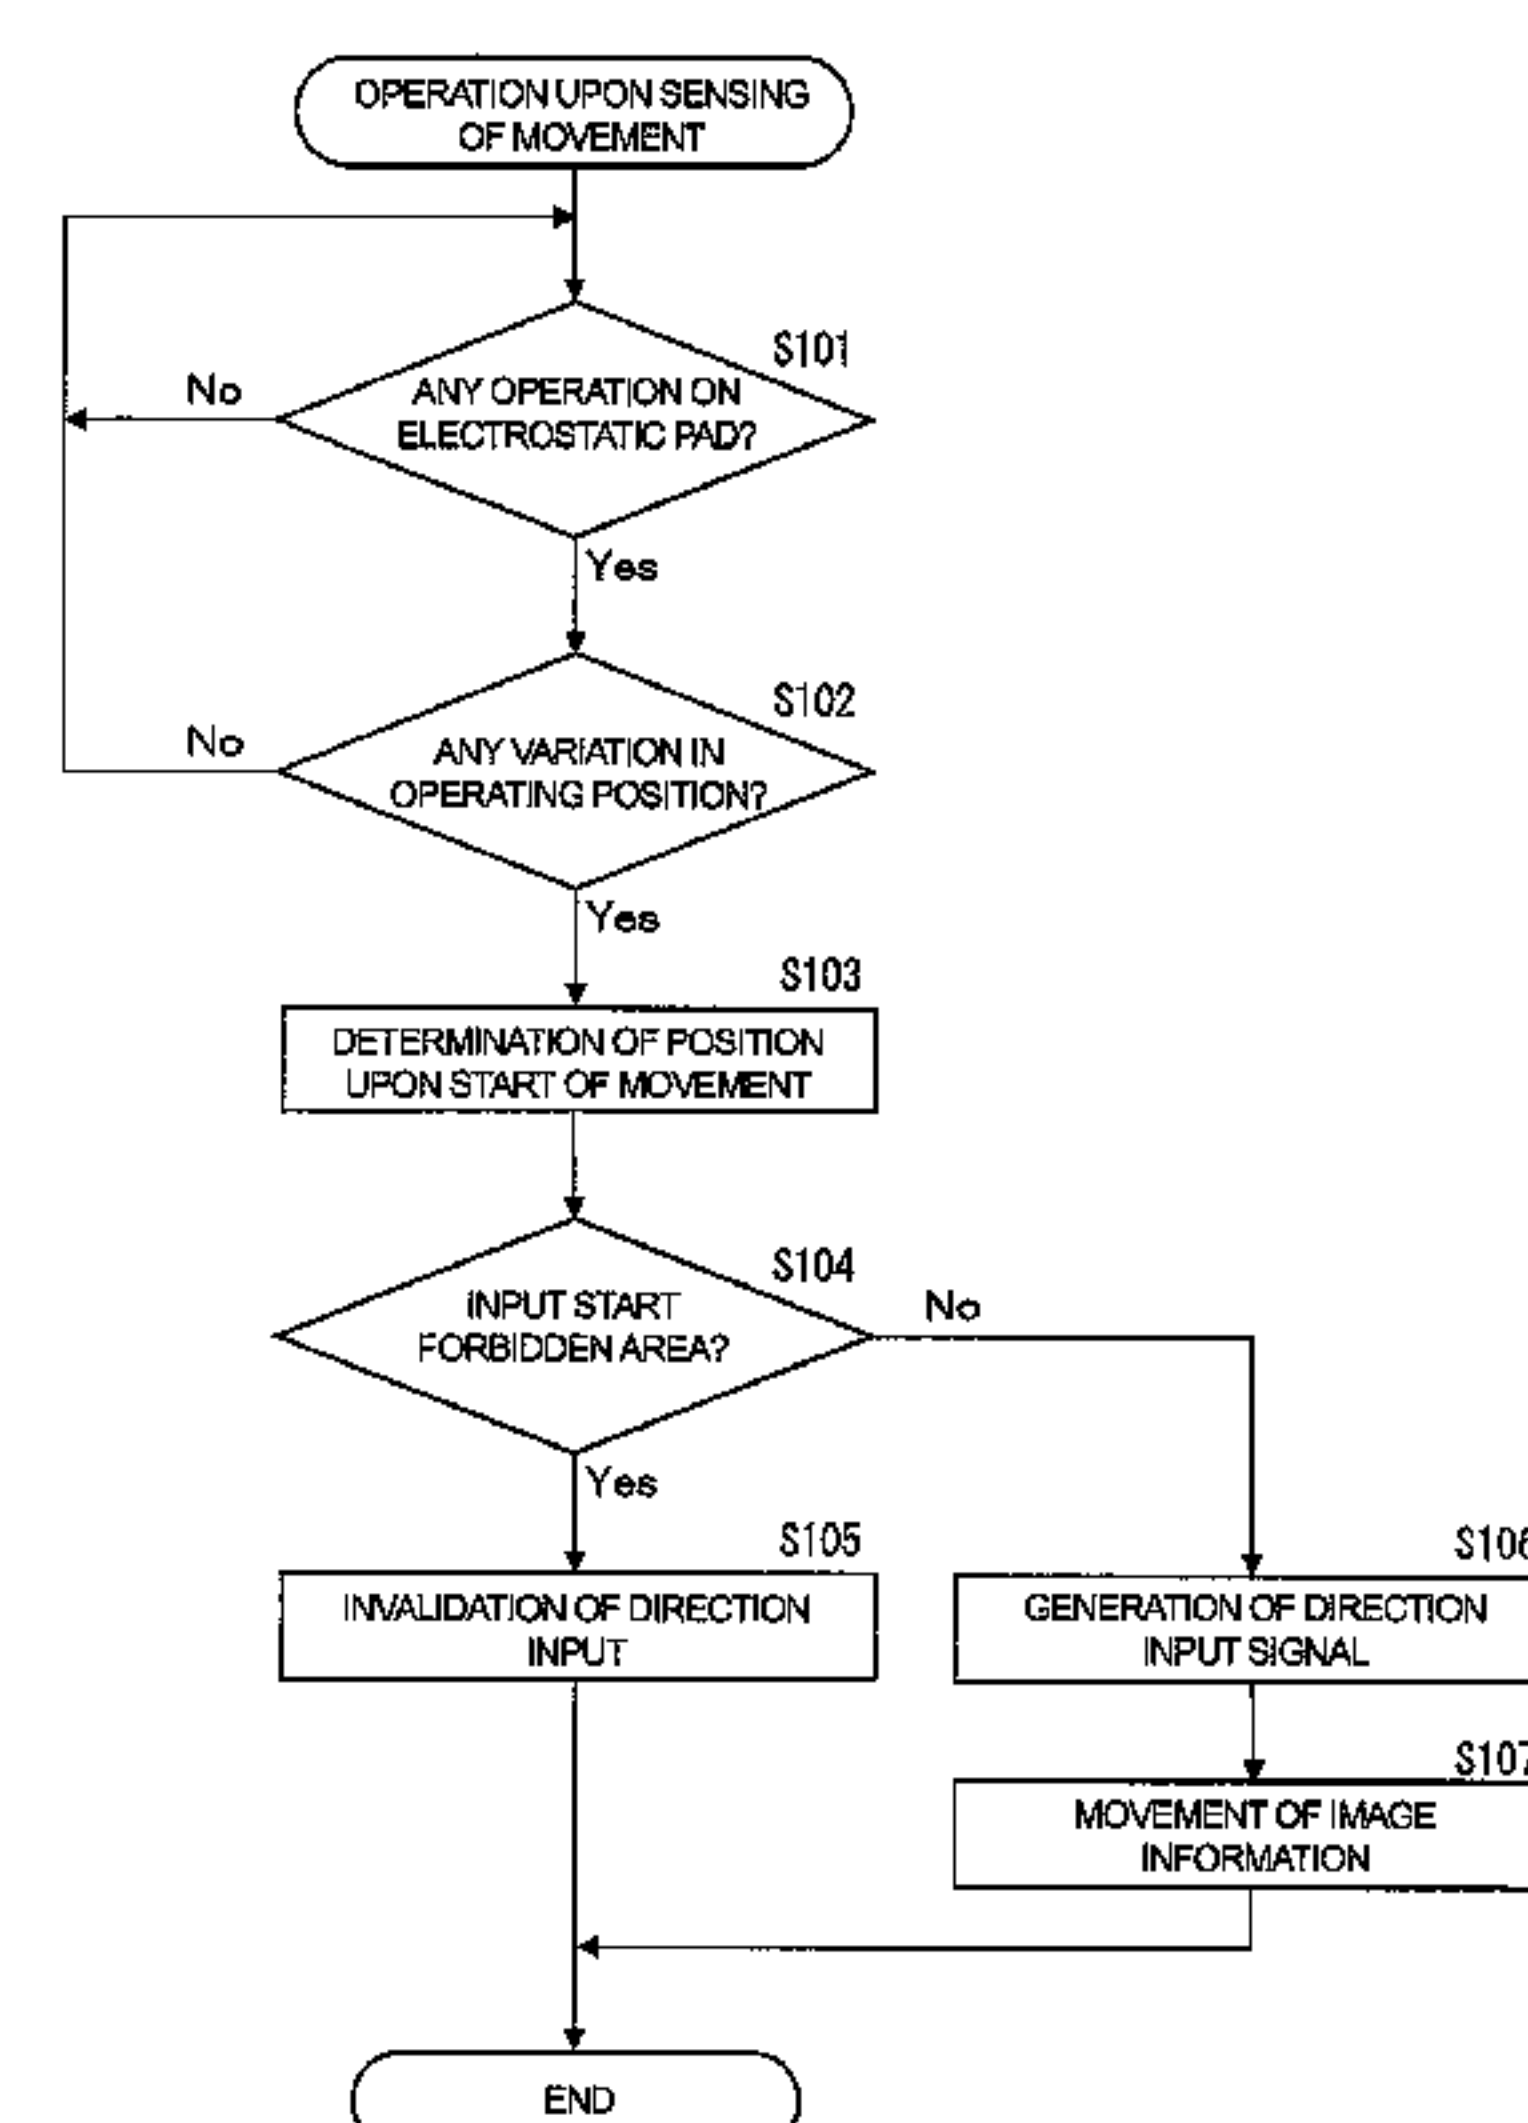 OPERATION UPON SENSING
OF MOVEMENT
S101
No
ANY OPERATION ON
ELECTROSTATIC PAD?
Yes
S102
No
ANY VARIATION IN
OPERATING POSITION?
Yes
S103
DETERMINATION OF POSITION
UPON START OF MOVEMENT
S104
INPUT START
FORBIDDEN AREA?
No
Yes
S105
INVALIDATION OF DIRECTION
INPUT
S106
GENERATION OF DIRECTION
INPUT SIGNAL
S107
MOVEMENT OF IMAGE
INFORMATION
END